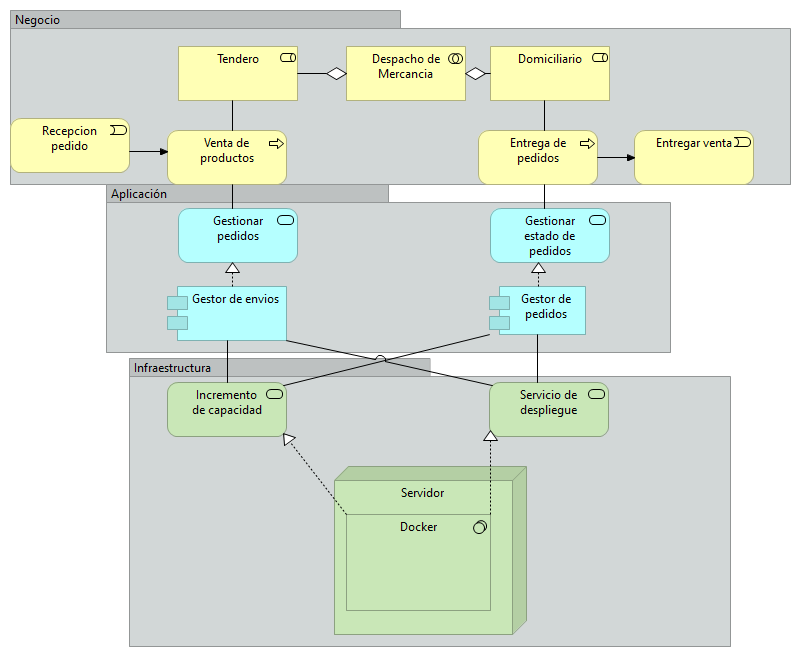 Negocio
Tendero
Despacho de
Mercancia
Domiciliario
Recepcion
pedido
Venta de
productos
Entrega de
pedidos
Entregar venta
Aplicación
Gestionar
pedidos
Gestionar
estado de
pedidos
Gestor de envios
Gestor de
pedidos
Infraestructura
Incremento
de capacidad
Servicio de
despliegue
Servidor
Docker